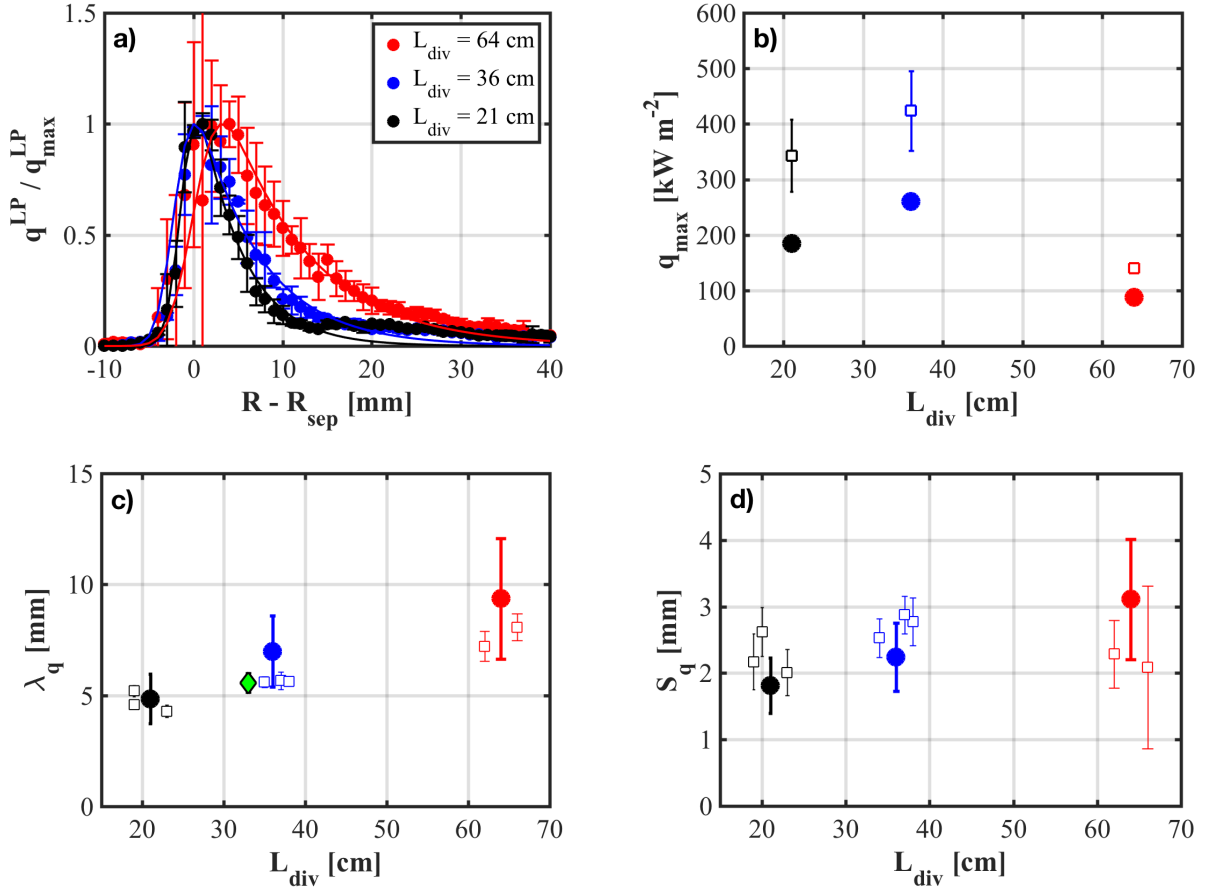 a)
1.5
1
0.5
0
q^LP / q_max^LP
L_div = 64 cm
L_div = 36 cm
L_div = 21 cm
-10 0 10 20 30 40
R - R_sep [mm]
b)
600
500
400
300
200
100
0
q_max [kW m^-2]
20 30 40 50 60 70
L_div [cm]
c)
15
10
5
0
λ_q [mm]
20 30 40 50 60 70
L_div [cm]
d)
5
4
3
2
1
0
S_q [mm]
20 30 40 50 60 70
L_div [cm]